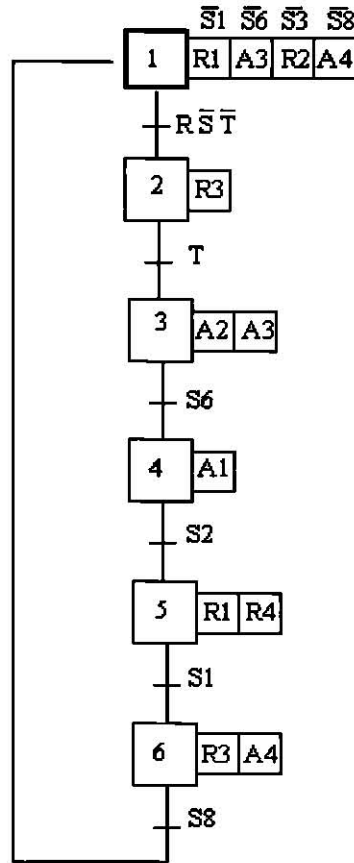 S̅1 S̅6 S̅3 S̅8
1 R1 A3 R2 A4
R S̅ T̅
2 R3
T
3 A2 A3
S6
4 A1
S2
5 R1 R4
S1
6 R3 A4
S8